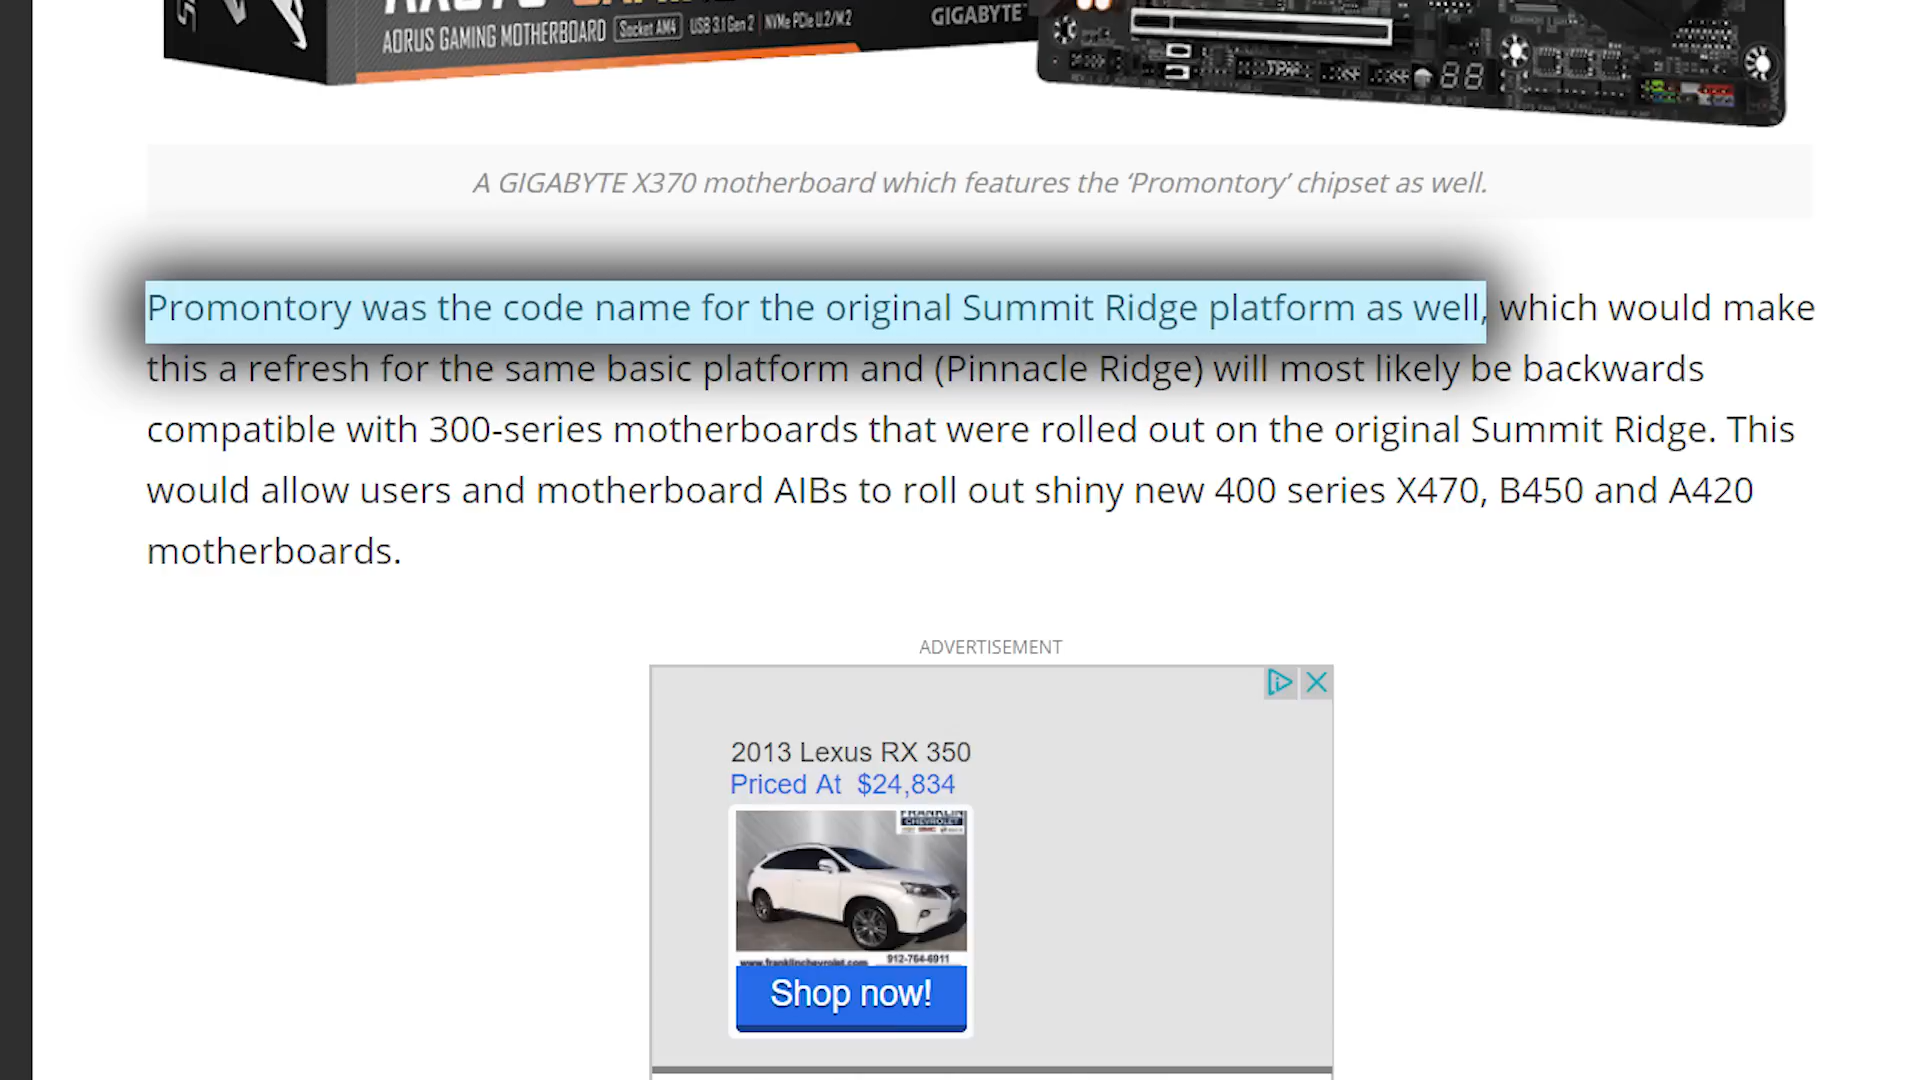 AORUS GAMING MOTHERBOARD Socket AM4 USB 3.1 Gen 2 NVMe PCIe U.2/M.2
GIGABYTE
A GIGABYTE X370 motherboard which features the ‘Promontory’ chipset as well.
Promontory was the code name for the original Summit Ridge platform as well, which would make
this a refresh for the same basic platform and (Pinnacle Ridge) will most likely be backwards
compatible with 300-series motherboards that were rolled out on the original Summit Ridge. This
would allow users and motherboard AIBs to roll out shiny new 400 series X470, B450 and A420
motherboards.
ADVERTISEMENT
2013 Lexus RX 350
Priced At $24,834
FRANKLIN
CHEVROLET
www.franklinchevrolet.com 912-764-6911
Shop now!